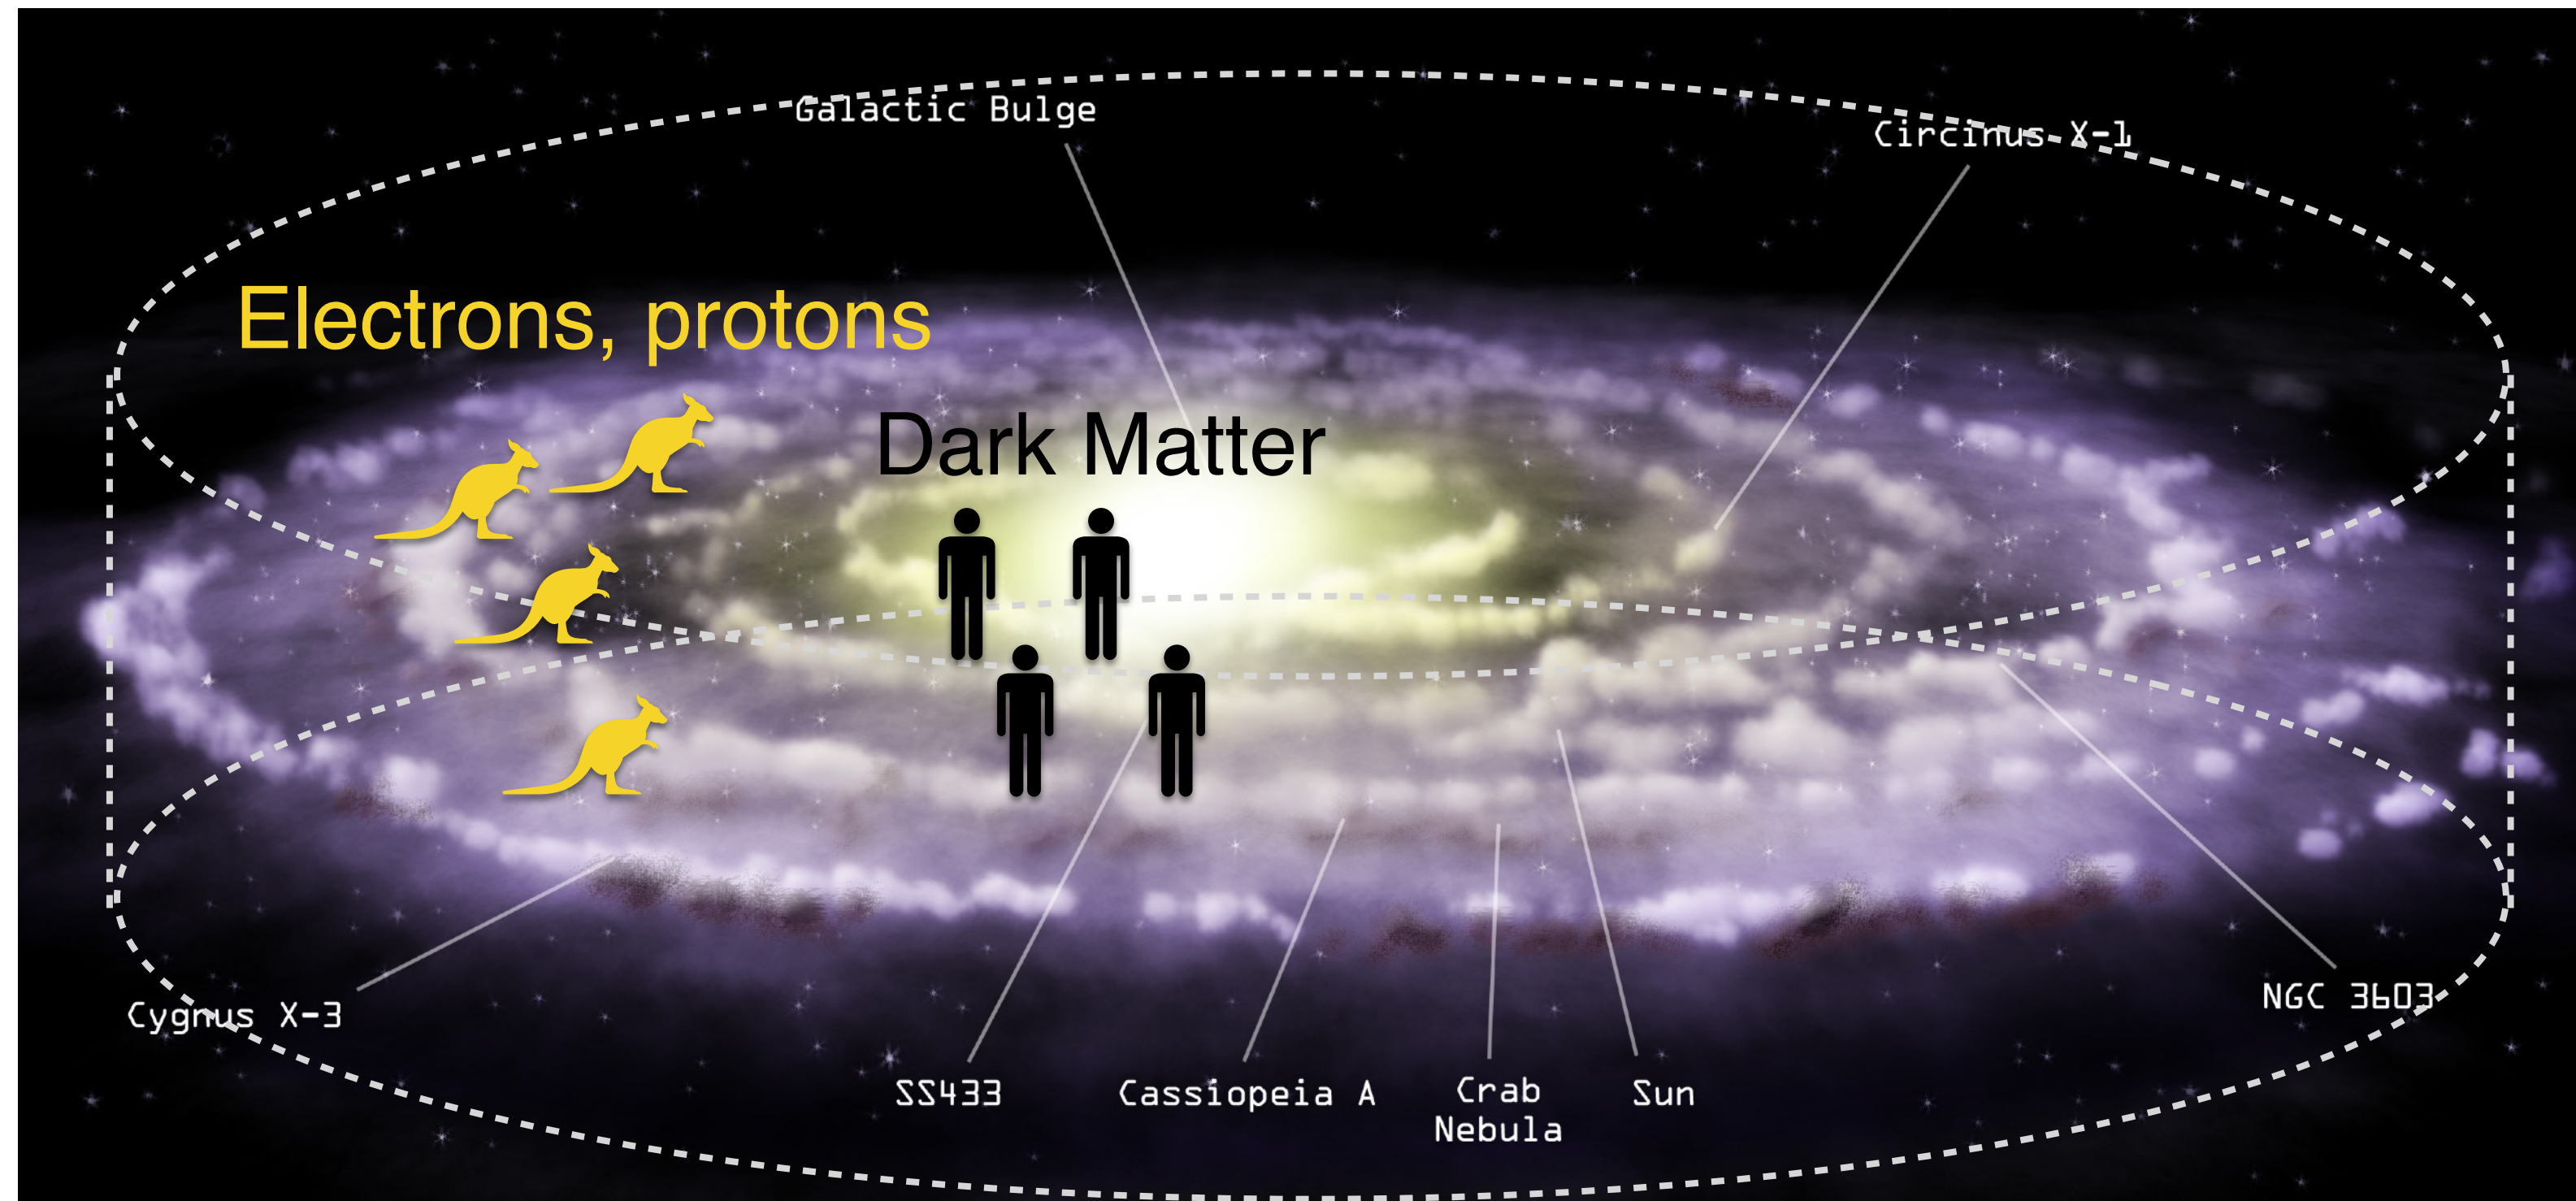 Galactic Bulge
Circinus X-1
Electrons, protons
Dark Matter
Cygnus X-3
NGC 3603
SS433
Cassiopeia A
Crab
Nebula
Sun